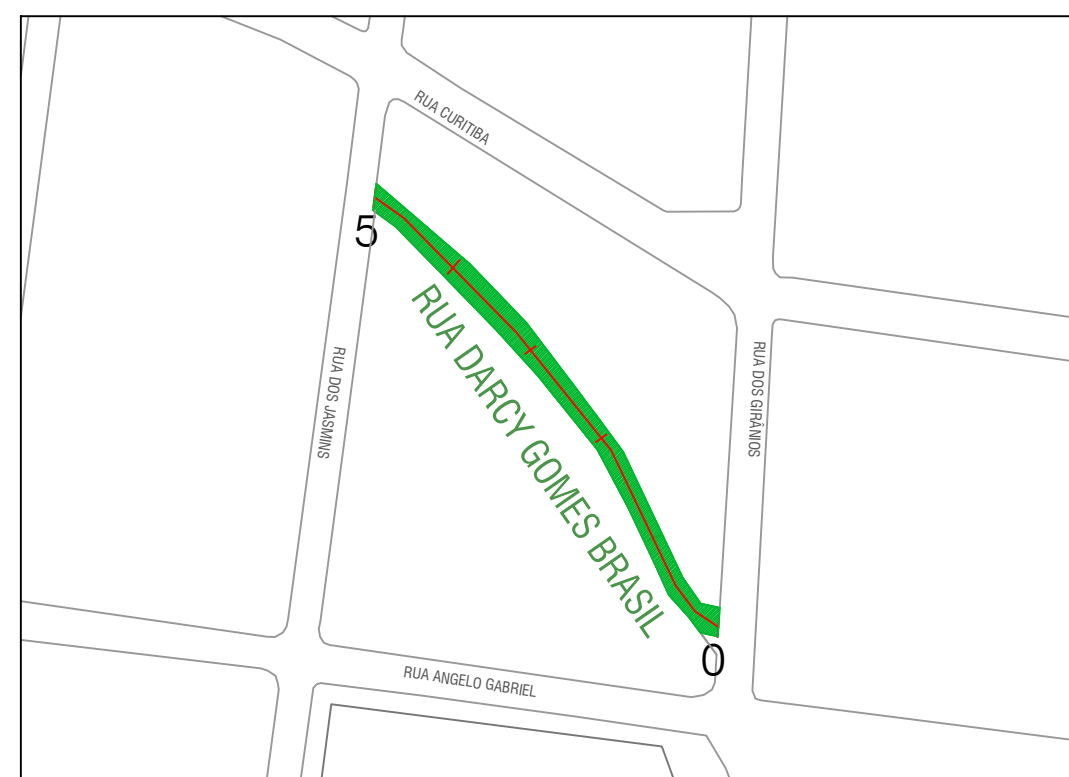 RUA CURITIBA
5
RUA DARCY GOMES BRASIL
RUA DOS JASMINS
RUA DOS GIRÂNIOS
0
RUA ANGELO GABRIEL